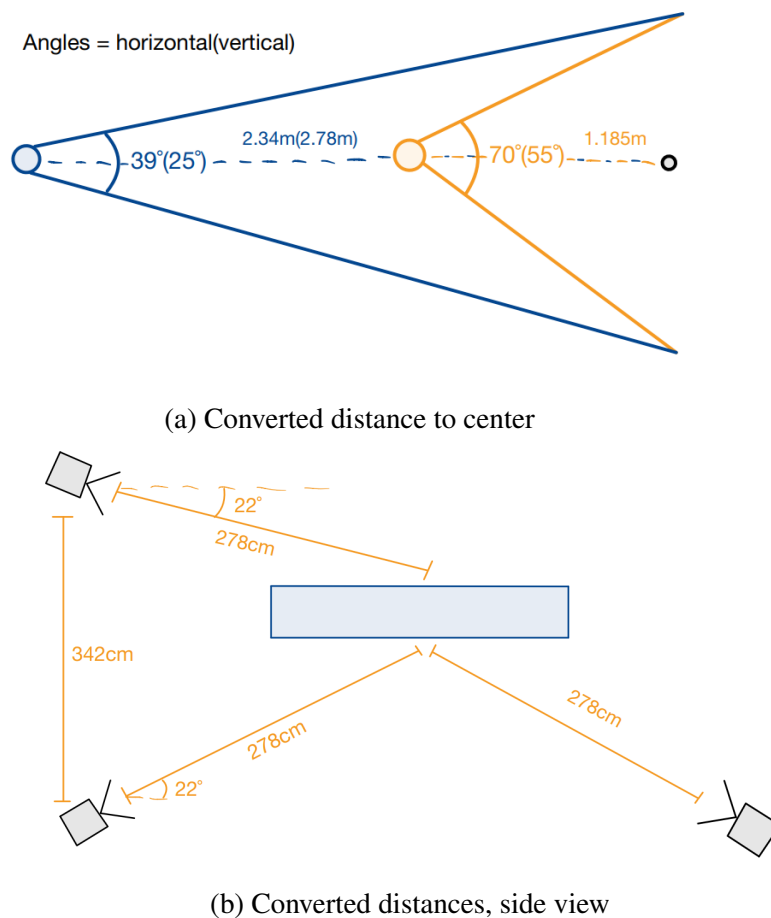 Angles = horizontal(vertical)
2.34m(2.78m)
1.185m
39°(25°)
70°(55°)
(a) Converted distance to center
22°
278cm
342cm
278cm
278cm
22°
(b) Converted distances, side view